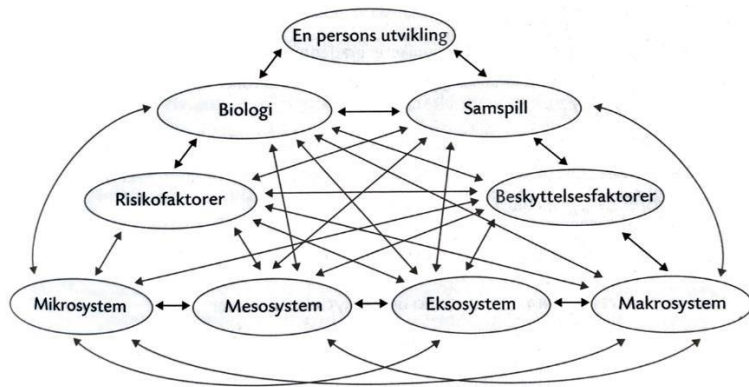 En persons utvikling
Biologi
Samspill
Risikofaktorer
Beskyttelsesfaktorer
Mikrosystem
Mesosystem
Eksosystem
Makrosystem